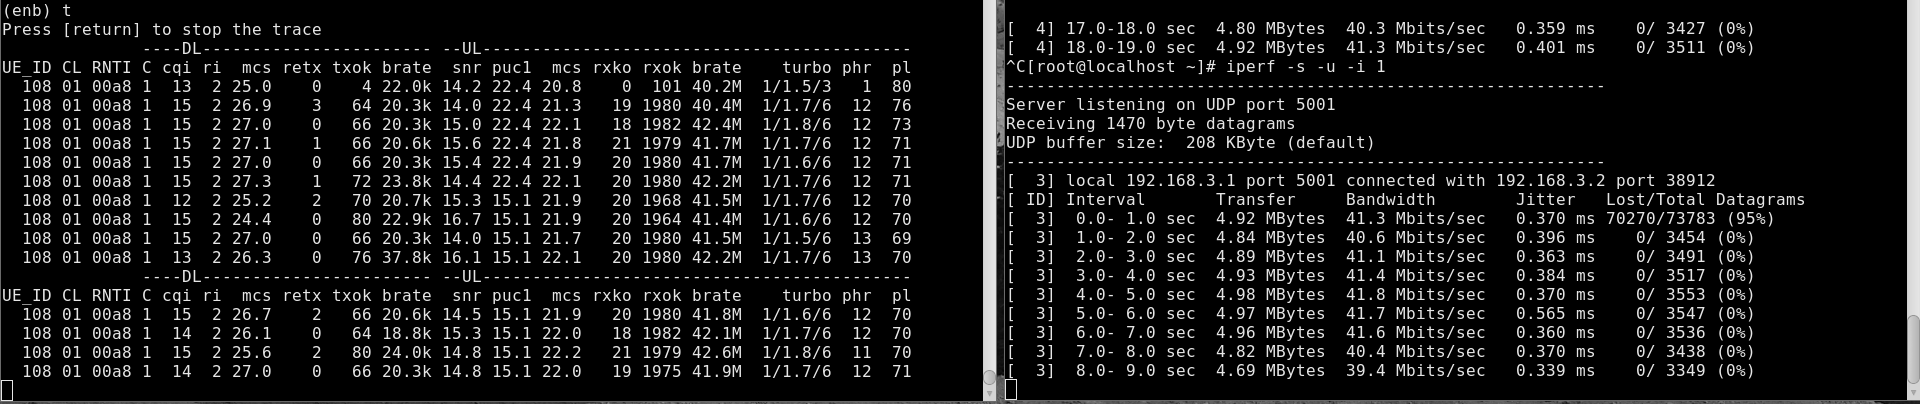 (enb) t
Press [return] to stop the trace
              ----DL----------------------- --UL-------------------------------------------
UE_ID CL RNTI C cqi ri  mcs retx txok brate  snr puc1  mcs rxko rxok brate    turbo phr  pl
  108 01 00a8 1  13  2 25.0    0    4 22.0k 14.2 22.4 20.8    0  101 40.2M  1/1.5/3   1  80
  108 01 00a8 1  15  2 26.9    3   64 20.3k 14.0 22.4 21.3   19 1980 40.4M  1/1.7/6  12  76
  108 01 00a8 1  15  2 27.0    0   66 20.3k 15.0 22.4 22.1   18 1982 42.4M  1/1.8/6  12  73
  108 01 00a8 1  15  2 27.1    1   66 20.6k 15.6 22.4 21.8   21 1979 41.7M  1/1.7/6  12  71
  108 01 00a8 1  15  2 27.0    0   66 20.3k 15.4 22.4 21.9   20 1980 41.7M  1/1.6/6  12  71
  108 01 00a8 1  15  2 27.3    1   72 23.8k 14.4 22.4 22.1   20 1980 42.2M  1/1.7/6  12  71
  108 01 00a8 1  12  2 25.2    2   70 20.7k 15.3 15.1 21.9   20 1968 41.5M  1/1.7/6  12  70
  108 01 00a8 1  15  2 24.4    0   80 22.9k 16.7 15.1 21.9   20 1964 41.4M  1/1.6/6  12  70
  108 01 00a8 1  15  2 27.0    0   66 20.3k 14.0 15.1 21.7   20 1980 41.5M  1/1.5/6  13  69
  108 01 00a8 1  13  2 26.3    0   76 37.8k 16.1 15.1 22.1   20 1980 42.2M  1/1.7/6  13  70
              ----DL----------------------- --UL-------------------------------------------
UE_ID CL RNTI C cqi ri  mcs retx txok brate  snr puc1  mcs rxko rxok brate    turbo phr  pl
  108 01 00a8 1  15  2 26.7    2   66 20.6k 14.5 15.1 21.9   20 1980 41.8M  1/1.6/6  12  70
  108 01 00a8 1  14  2 26.1    0   64 18.8k 15.3 15.1 22.0   18 1982 42.1M  1/1.7/6  12  70
  108 01 00a8 1  15  2 25.6    2   80 24.0k 14.8 15.1 22.2   21 1979 42.6M  1/1.8/6  11  70
  108 01 00a8 1  14  2 27.0    0   66 20.3k 14.8 15.1 22.0   19 1975 41.9M  1/1.7/6  12  71
[  4] 17.0-18.0 sec  4.80 MBytes  40.3 Mbits/sec   0.359 ms    0/ 3427 (0%)
[  4] 18.0-19.0 sec  4.92 MBytes  41.3 Mbits/sec   0.401 ms    0/ 3511 (0%)
^C[root@localhost ~]# iperf -s -u -i 1
------------------------------------------------------------
Server listening on UDP port 5001
Receiving 1470 byte datagrams
UDP buffer size:  208 KByte (default)
------------------------------------------------------------
[  3] local 192.168.3.1 port 5001 connected with 192.168.3.2 port 38912
[ ID] Interval       Transfer     Bandwidth        Jitter   Lost/Total Datagrams
[  3]  0.0- 1.0 sec  4.92 MBytes  41.3 Mbits/sec   0.370 ms 70270/73783 (95%)
[  3]  1.0- 2.0 sec  4.84 MBytes  40.6 Mbits/sec   0.396 ms    0/ 3454 (0%)
[  3]  2.0- 3.0 sec  4.89 MBytes  41.1 Mbits/sec   0.363 ms    0/ 3491 (0%)
[  3]  3.0- 4.0 sec  4.93 MBytes  41.4 Mbits/sec   0.384 ms    0/ 3517 (0%)
[  3]  4.0- 5.0 sec  4.98 MBytes  41.8 Mbits/sec   0.370 ms    0/ 3553 (0%)
[  3]  5.0- 6.0 sec  4.97 MBytes  41.7 Mbits/sec   0.565 ms    0/ 3547 (0%)
[  3]  6.0- 7.0 sec  4.96 MBytes  41.6 Mbits/sec   0.360 ms    0/ 3536 (0%)
[  3]  7.0- 8.0 sec  4.82 MBytes  40.4 Mbits/sec   0.370 ms    0/ 3438 (0%)
[  3]  8.0- 9.0 sec  4.69 MBytes  39.4 Mbits/sec   0.339 ms    0/ 3349 (0%)